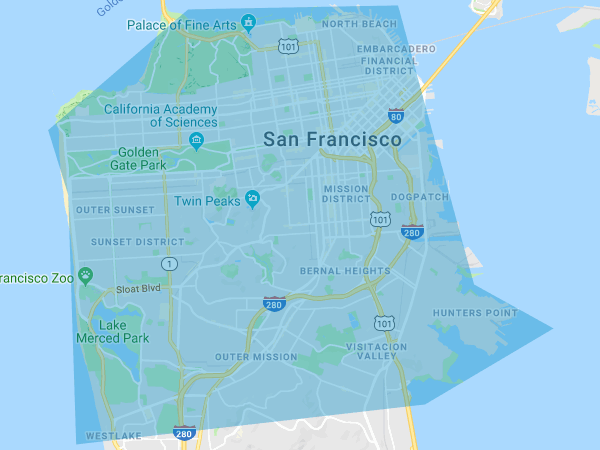 Palace of Fine Arts
NORTH BEACH
101
EMBARCADERO
FINANCIAL
DISTRICT
California Academy
of Sciences
80
San Francisco
Golden
Gate Park
Twin Peaks
MISSION
DISTRICT
DOGPATCH
OUTER SUNSET
101
280
SUNSET DISTRICT
1
BERNAL HEIGHTS
rancisco Zoo
Sloat Blvd
280
HUNTERS POINT
Lake
Merced Park
101
VISITACION
VALLEY
OUTER MISSION
WESTLAKE
280